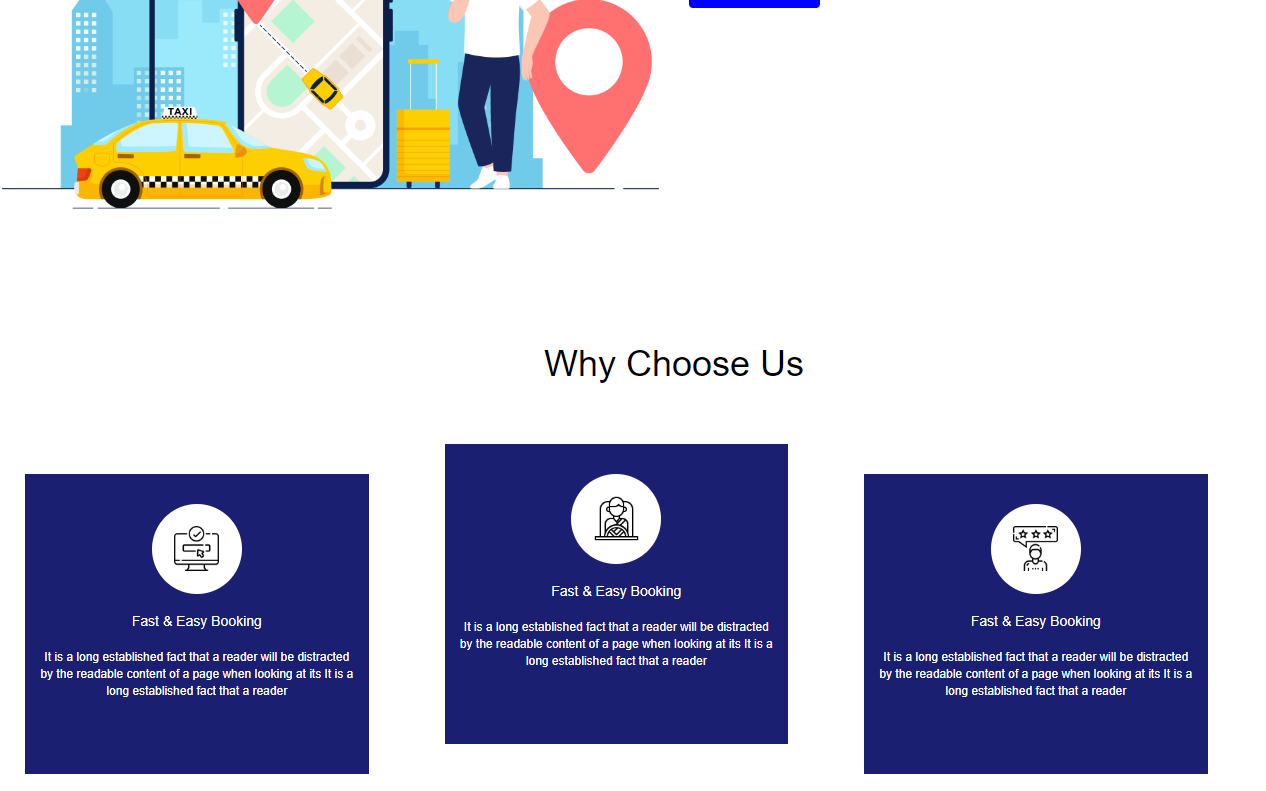 TAXI
Why Choose Us
Fast & Easy Booking
It is a long established fact that a reader will be distracted
by the readable content of a page when looking at its It is a
long established fact that a reader
Fast & Easy Booking
It is a long established fact that a reader will be distracted
by the readable content of a page when looking at its It is a
long established fact that a reader
Fast & Easy Booking
It is a long established fact that a reader will be distracted
by the readable content of a page when looking at its It is a
long established fact that a reader